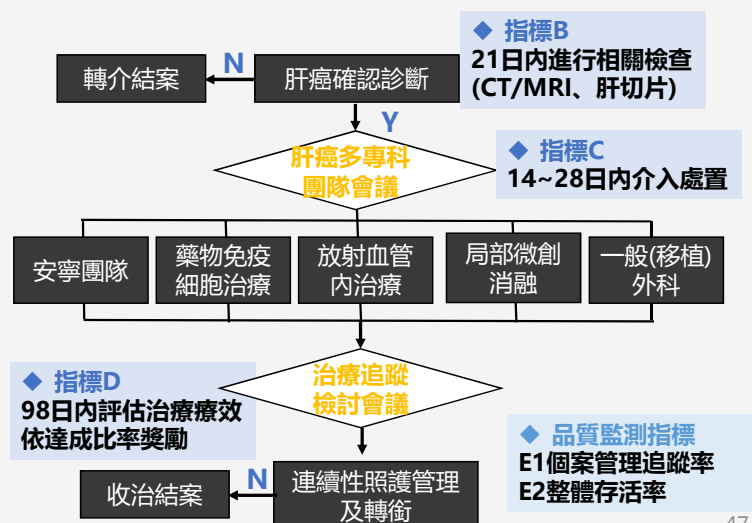 ◆ 指標B
21日內進行相關檢查
(CT/MRI、肝切片)
轉介結案
N
肝癌確認診斷
Y
肝癌多專科
團隊會議
◆ 指標C
14~28日內介入處置
安寧團隊
藥物免疫
細胞治療
放射血管
內治療
局部微創
消融
一般(移植)
外科
治療追蹤
檢討會議
◆ 指標D
98日內評估治療療效
依達成比率獎勵
◆ 品質監測指標
E1個案管理追蹤率
E2整體存活率
收治結案
N
連續性照護管理
及轉銜
47